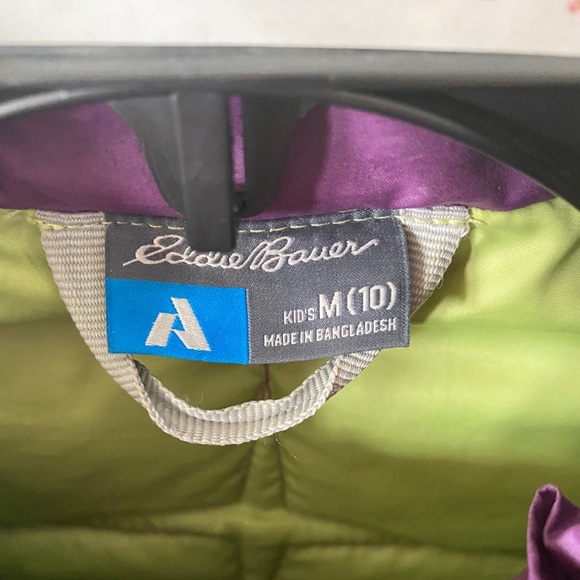 Eddie Bauer
KID'S M (10)
MADE IN BANGLADESH